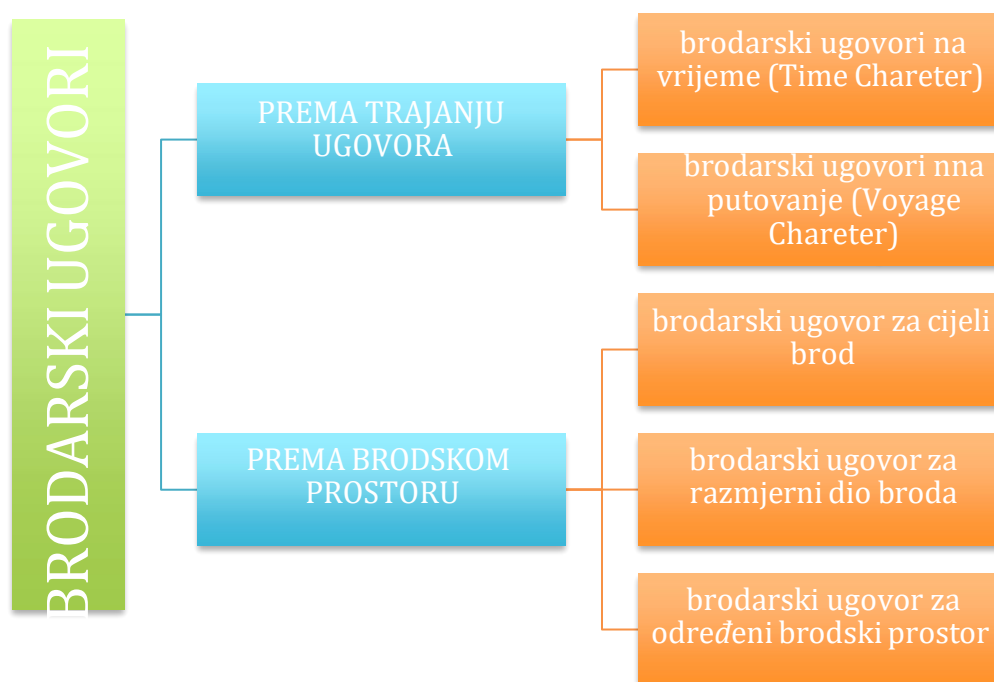 BRODARSKI UGOVORI
PREMA TRAJANJU
UGOVORA
brodarski ugovori na
vrijeme (Time Chareter)
brodarski ugovori nna
putovanje (Voyage
Chareter)
PREMA BRODSKOM
PROSTORU
brodarski ugovor za cijeli
brod
brodarski ugovor za
razmjerni dio broda
brodarski ugovor za
određeni brodski prostor